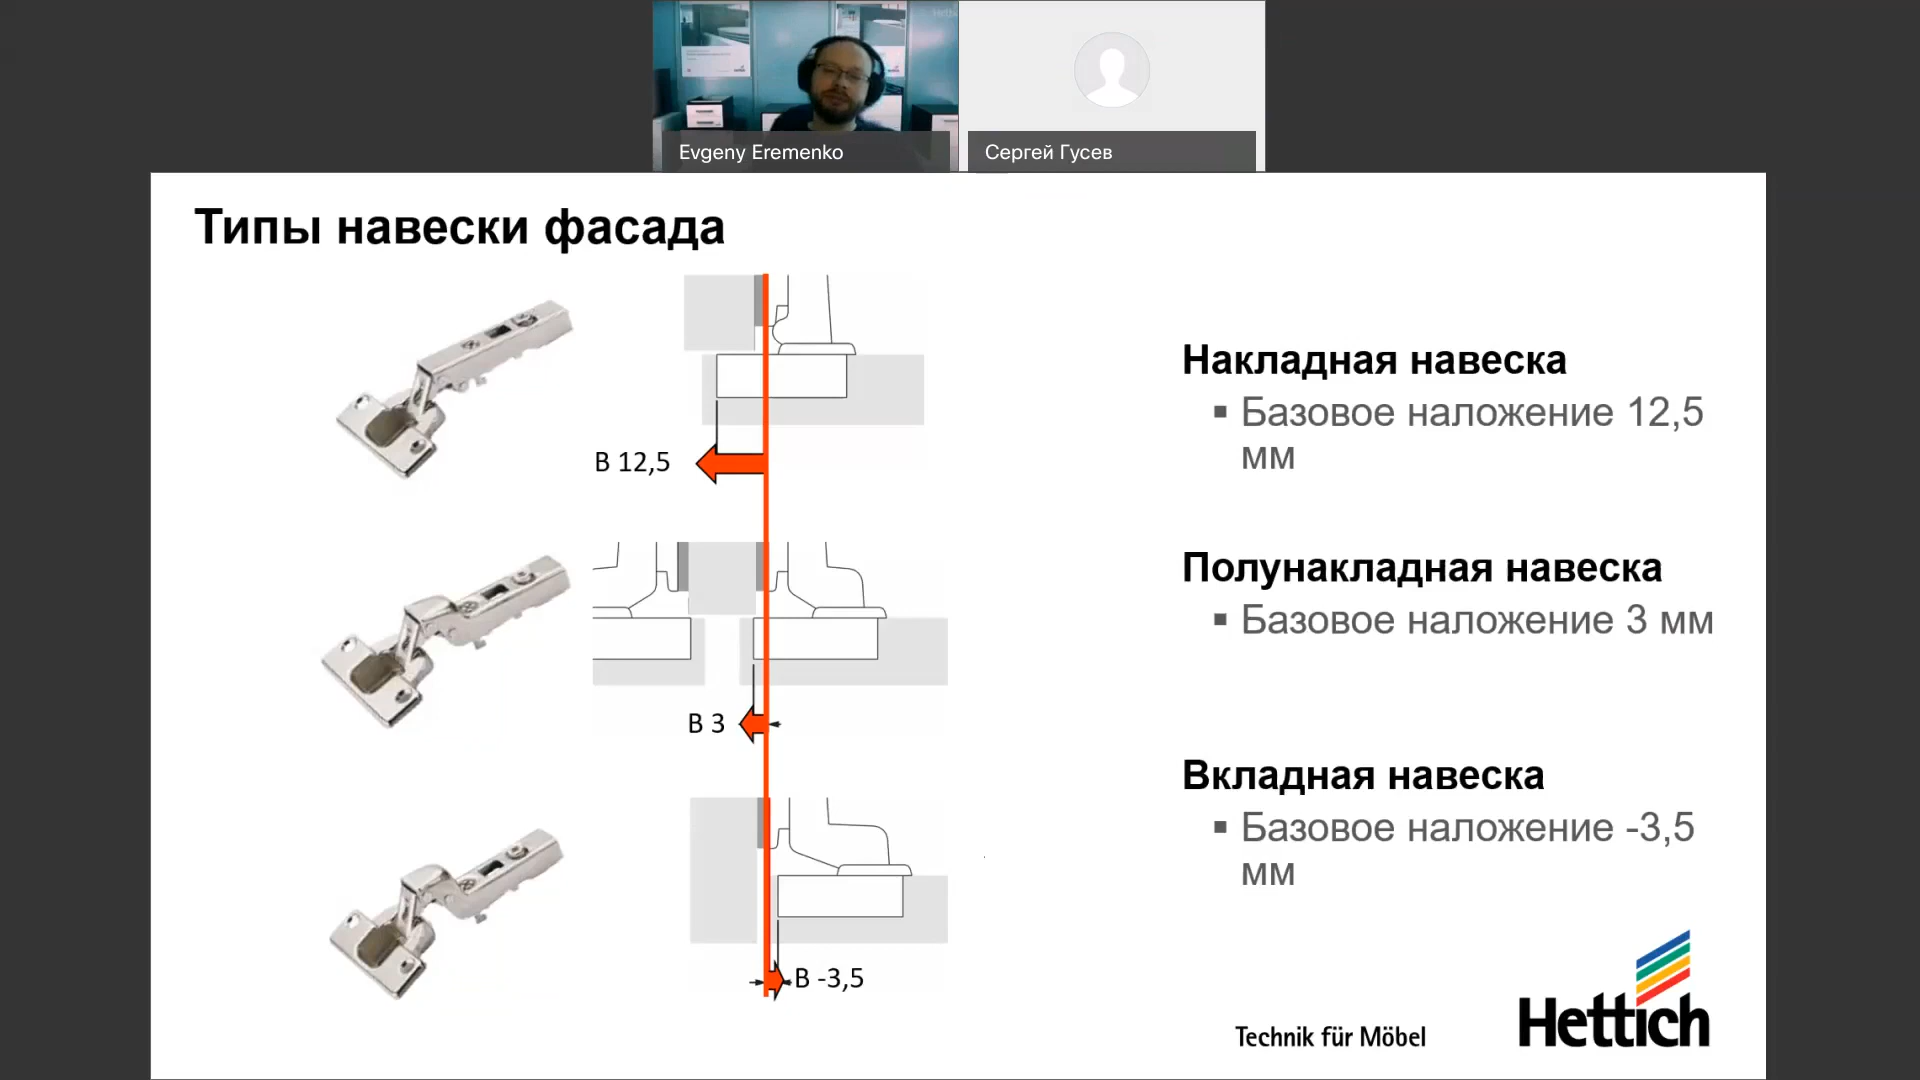 Evgeny Eremenko
Сергей Гусев
Типы навески фасада
B 12,5
Накладная навеска
▪ Базовое наложение 12,5
мм
B 3
Полунакладная навеска
▪ Базовое наложение 3 мм
B -3,5
Вкладная навеска
▪ Базовое наложение -3,5
мм
Technik für Möbel
Hettich